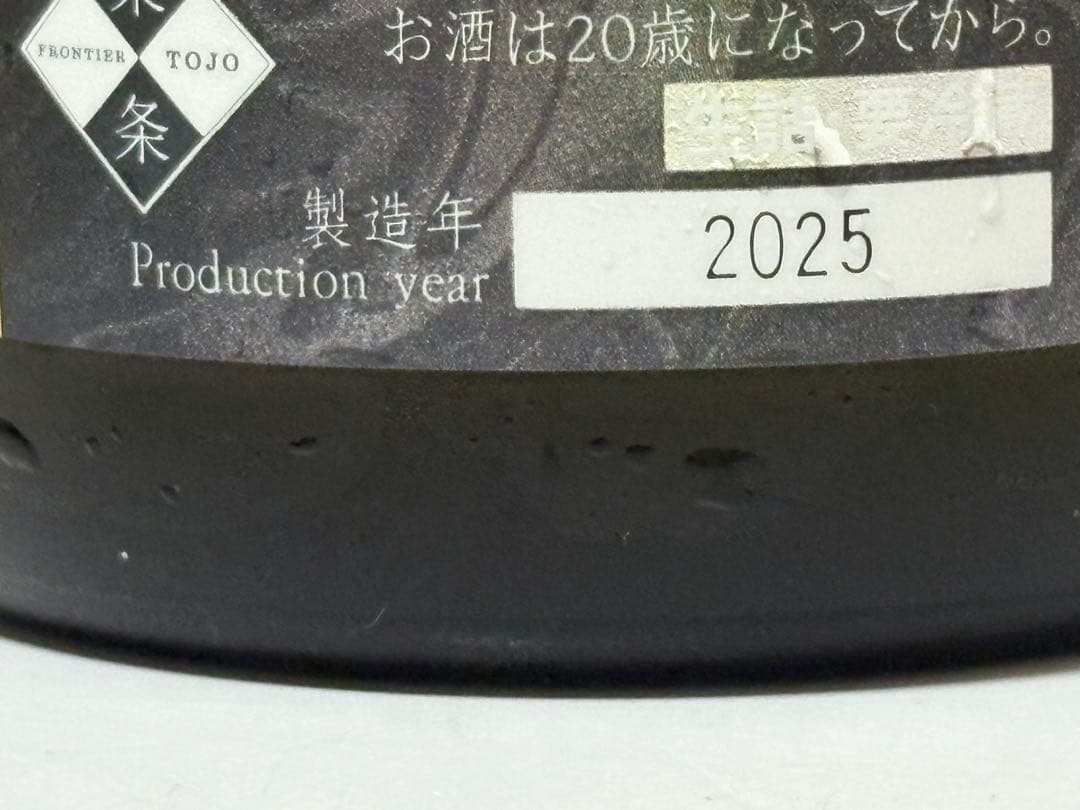 FRONTIER TOJO
条
お酒は20歳になってから。
製造年
Production year
2025